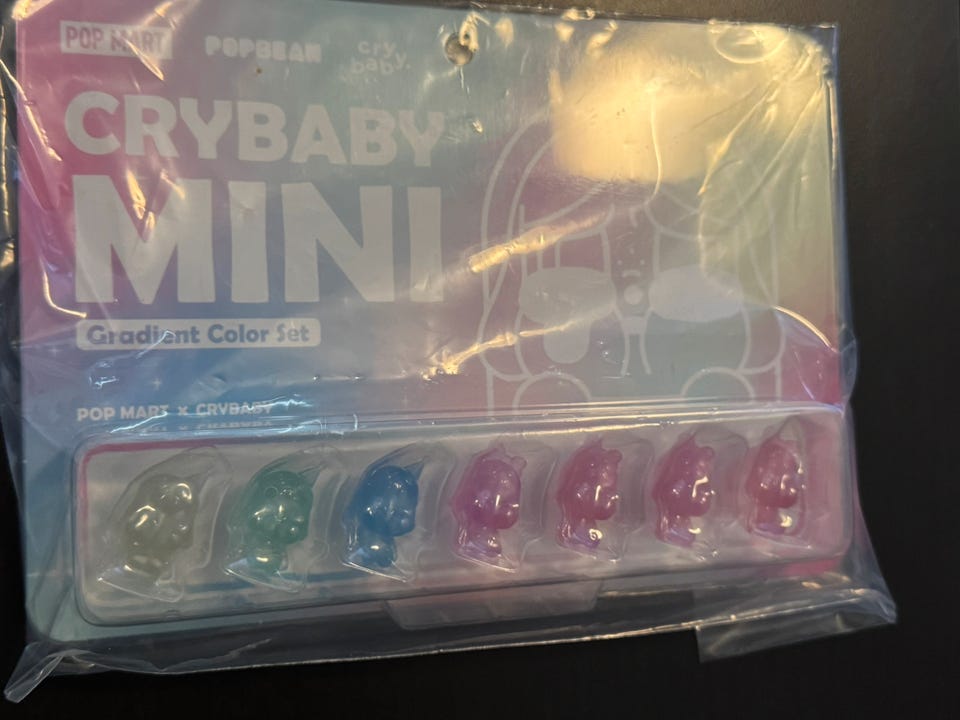 POP MART POPBEAN cry baby.
CRYBABY
MINI
Gradient Color Set
POP MART × CRYBABY